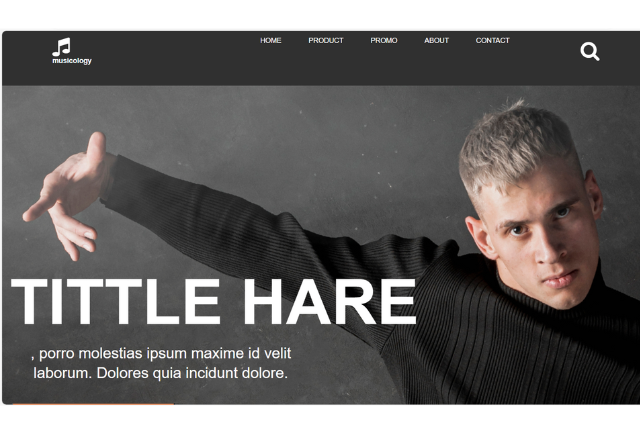 musicology
HOME PRODUCT PROMO ABOUT CONTACT
TITTLE HARE
, porro molestias ipsum maxime id velit
laborum. Dolores quia incidunt dolore.